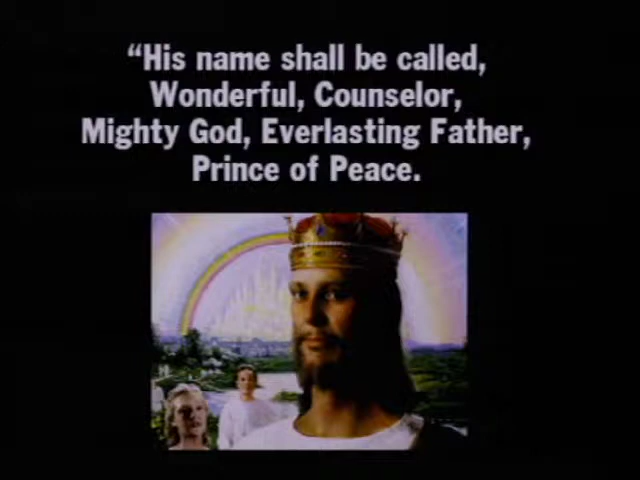 “His name shall be called,
Wonderful, Counselor,
Mighty God, Everlasting Father,
Prince of Peace.